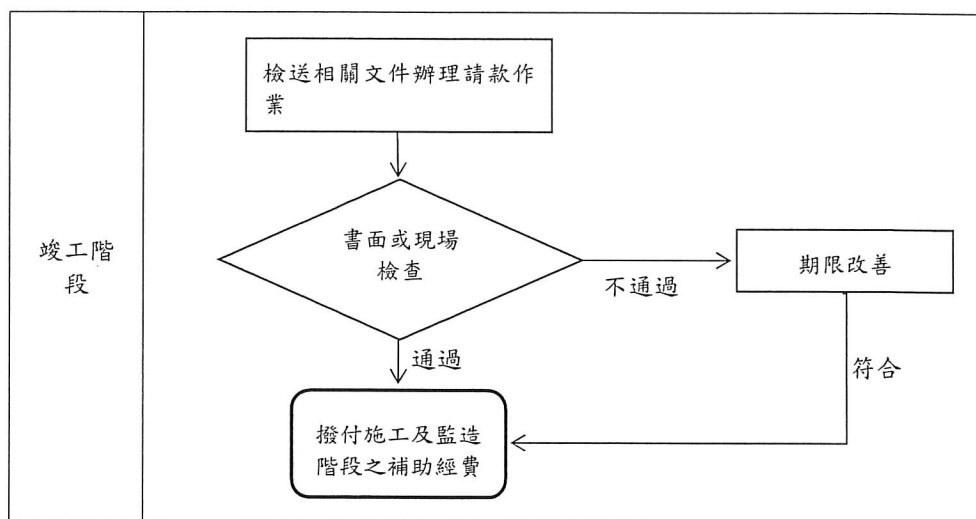 檢送相關文件辦理請款作
業
竣工階
段
書面或現場
檢查
不通過
期限改善
通過
符合
撥付施工及監造
階段之補助經費